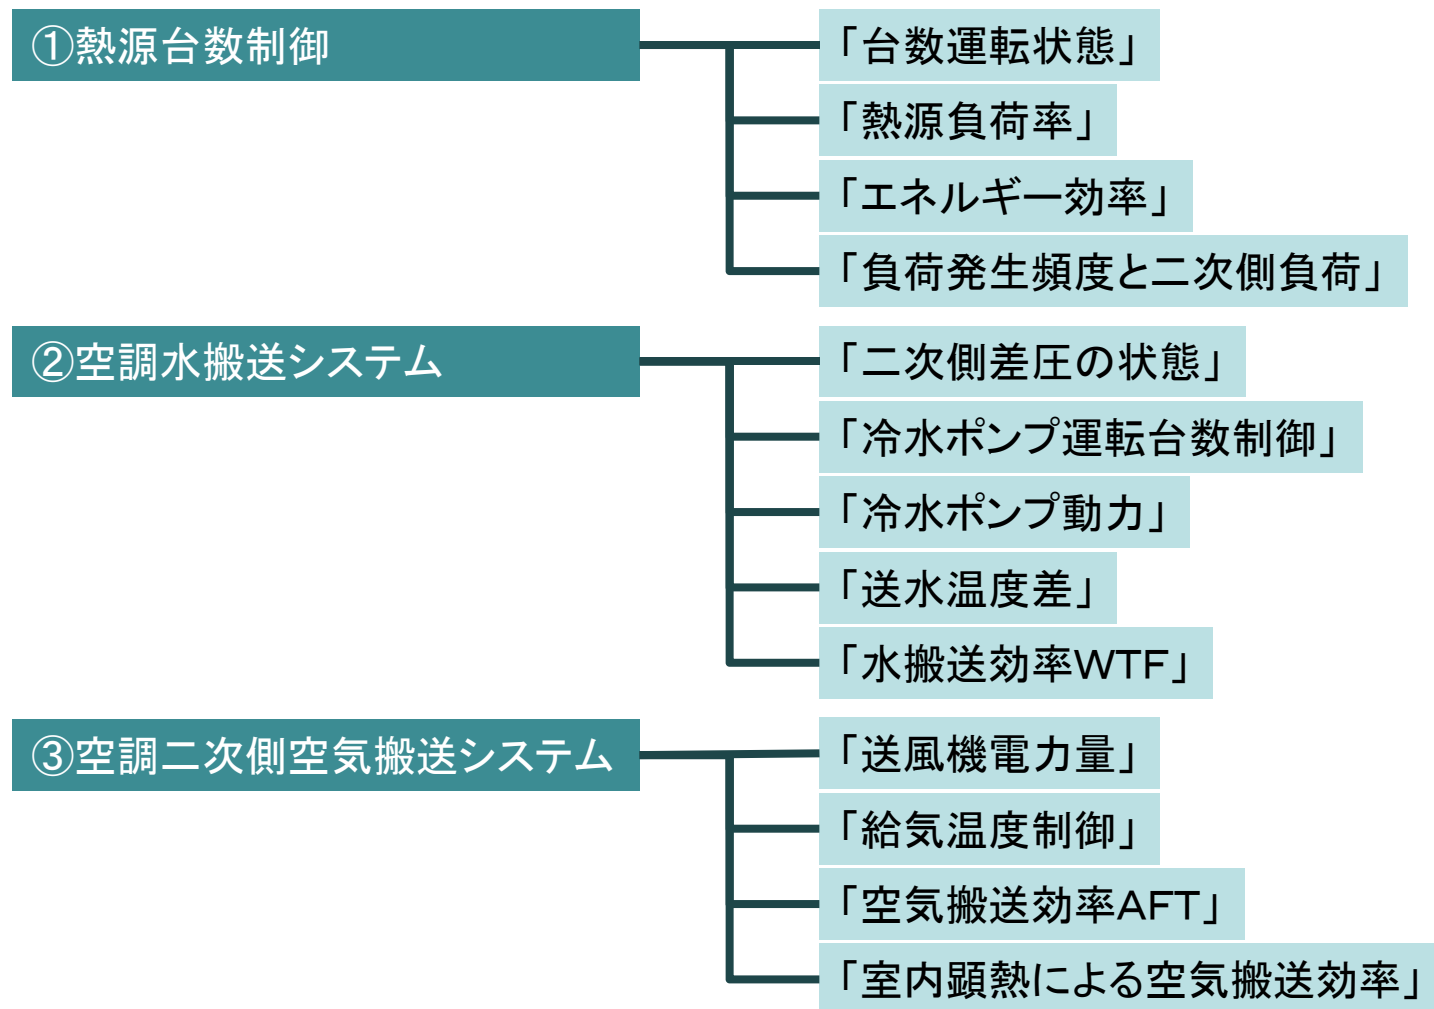 ①熱源台数制御
「台数運転状態」
「熱源負荷率」
「エネルギー効率」
「負荷発生頻度と二次側負荷」
②空調水搬送システム
「二次側差圧の状態」
「冷水ポンプ運転台数制御」
「冷水ポンプ動力」
「送水温度差」
「水搬送効率WTF」
③空調二次側空気搬送システム
「送風機電力量」
「給気温度制御」
「空気搬送効率AFT」
「室内顕熱による空気搬送効率」